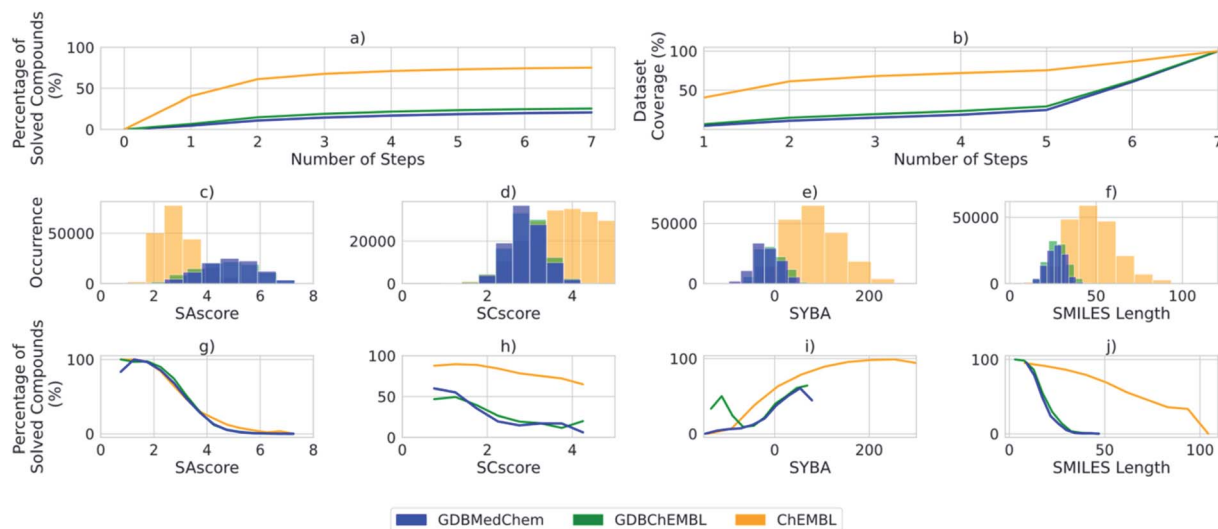 a)
b)
Percentage of
Solved Compounds
(%)
100
50
0
0 1 2 3 4 5 6 7
Number of Steps
Dataset
Coverage (%)
100
50
1 2 3 4 5 6 7
Number of Steps
c)
d)
e)
f)
Occurrence
50000
0
0 2 4 6 8
SAscore
20000
0
0 2 4
SCscore
50000
0
0 200
SYBA
50000
0
0 50 100
SMILES Length
g)
h)
i)
j)
Percentage of
Solved Compounds
(%)
100
0
0 2 4 6 8
SAscore
100
50
0
0 2 4
SCscore
100
0
0 200
SYBA
100
0
0 50 100
SMILES Length
GDBMedChem GDBChEMBL ChEMBL